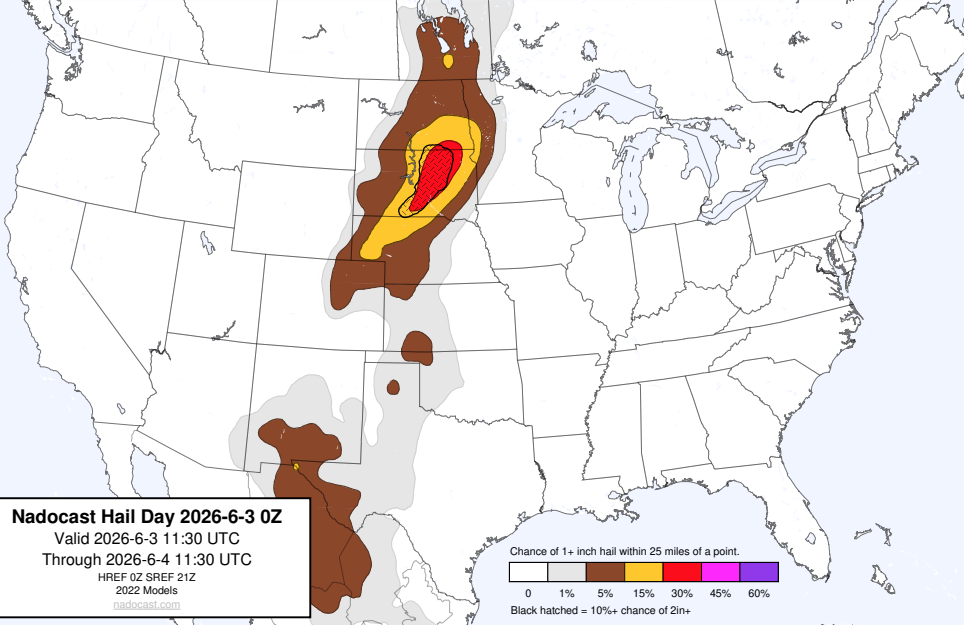 Nadocast Hail Day 2026-6-3 0Z
Valid 2026-6-3 11:30 UTC
Through 2026-6-4 11:30 UTC
HREF 0Z SREF 21Z
2022 Models
nadocast.com
Chance of 1+ inch hail within 25 miles of a point.
0 1% 5% 15% 30% 45% 60%
Black hatched = 10%+ chance of 2in+